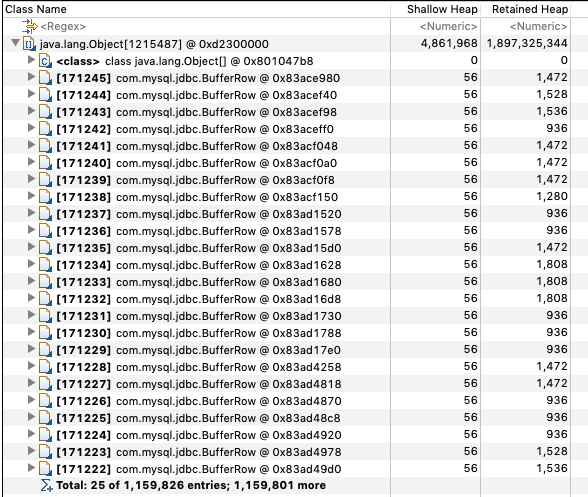 Class Name Shallow Heap Retained Heap
<Regex> <Numeric> <Numeric>
java.lang.Object[1215487] @ 0xd2300000 4,861,968 1,897,325,344
<class> class java.lang.Object[] @ 0x801047b8 0 0
[171245] com.mysql.jdbc.BufferRow @ 0x83ace980 56 1,472
[171244] com.mysql.jdbc.BufferRow @ 0x83acef40 56 1,528
[171243] com.mysql.jdbc.BufferRow @ 0x83acef98 56 1,536
[171242] com.mysql.jdbc.BufferRow @ 0x83aceff0 56 936
[171241] com.mysql.jdbc.BufferRow @ 0x83acf048 56 1,472
[171240] com.mysql.jdbc.BufferRow @ 0x83acf0a0 56 1,472
[171239] com.mysql.jdbc.BufferRow @ 0x83acf0f8 56 1,472
[171238] com.mysql.jdbc.BufferRow @ 0x83acf150 56 1,280
[171237] com.mysql.jdbc.BufferRow @ 0x83ad1520 56 936
[171236] com.mysql.jdbc.BufferRow @ 0x83ad1578 56 936
[171235] com.mysql.jdbc.BufferRow @ 0x83ad15d0 56 1,472
[171234] com.mysql.jdbc.BufferRow @ 0x83ad1628 56 1,808
[171233] com.mysql.jdbc.BufferRow @ 0x83ad1680 56 1,808
[171232] com.mysql.jdbc.BufferRow @ 0x83ad16d8 56 1,808
[171231] com.mysql.jdbc.BufferRow @ 0x83ad1730 56 936
[171230] com.mysql.jdbc.BufferRow @ 0x83ad1788 56 936
[171229] com.mysql.jdbc.BufferRow @ 0x83ad17e0 56 936
[171228] com.mysql.jdbc.BufferRow @ 0x83ad4258 56 1,472
[171227] com.mysql.jdbc.BufferRow @ 0x83ad4818 56 1,472
[171226] com.mysql.jdbc.BufferRow @ 0x83ad4870 56 936
[171225] com.mysql.jdbc.BufferRow @ 0x83ad48c8 56 936
[171224] com.mysql.jdbc.BufferRow @ 0x83ad4920 56 936
[171223] com.mysql.jdbc.BufferRow @ 0x83ad4978 56 1,528
[171222] com.mysql.jdbc.BufferRow @ 0x83ad49d0 56 1,536
Total: 25 of 1,159,826 entries; 1,159,801 more